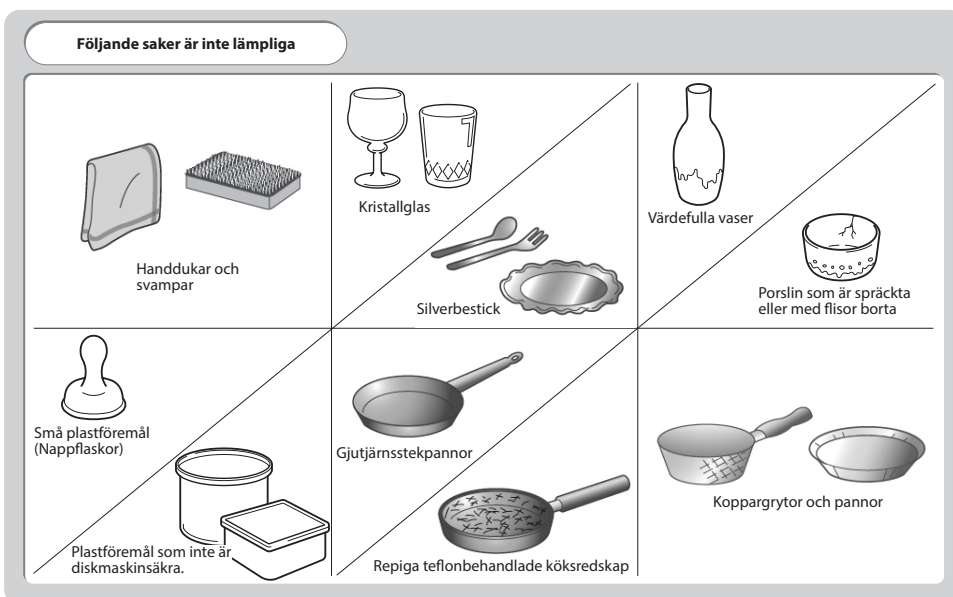 Följande saker är inte lämpliga
Handdukar och
svampar
Kristallglas
Silverbestick
Värdefulla vaser
Porslin som är spräckta
eller med flisor borta
Små plastföremål
(Nappflaskor)
Plastföremål som inte är
diskmaskinsäkra.
Gjutjärnsstekpannor
Repiga teflonbehandlade köksredskap
Koppargrytor och pannor